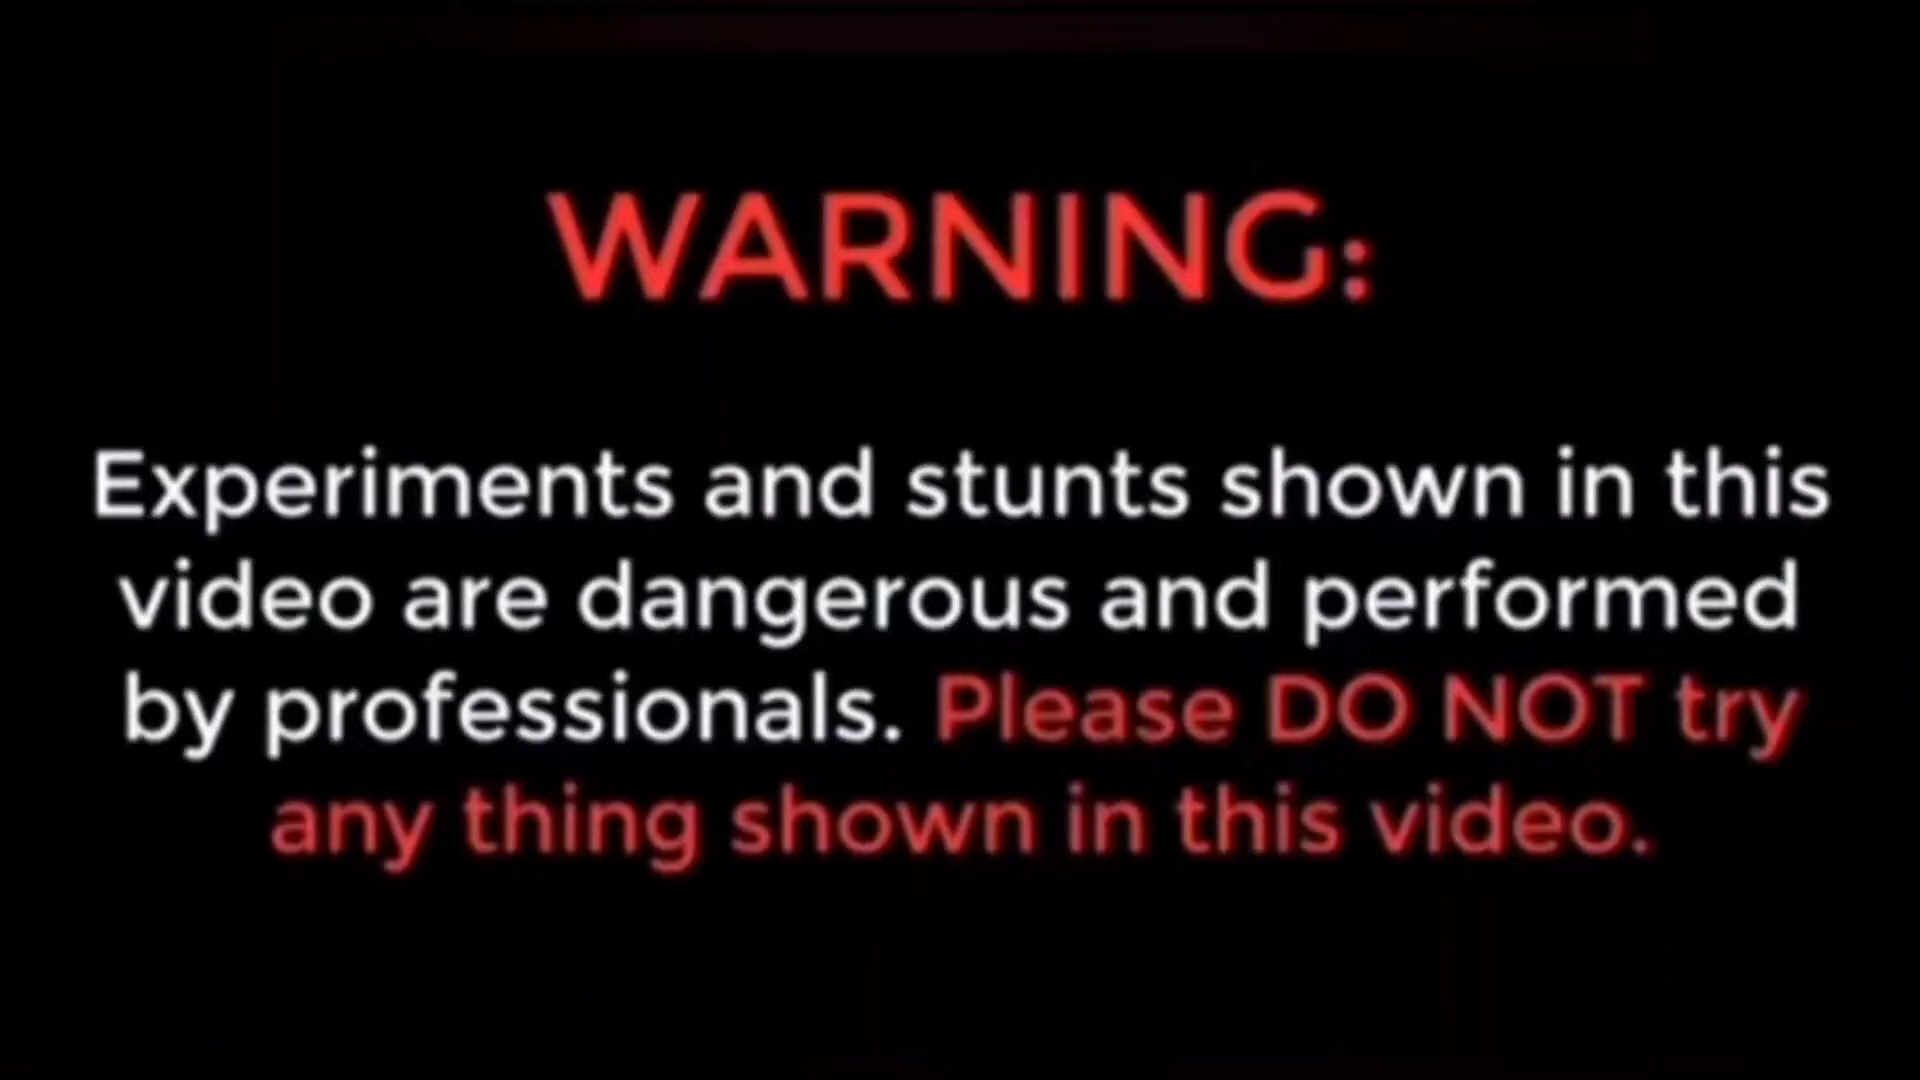 WARNING:
Experiments and stunts shown in this
video are dangerous and performed
by professionals. Please DO NOT try
any thing shown in this video.